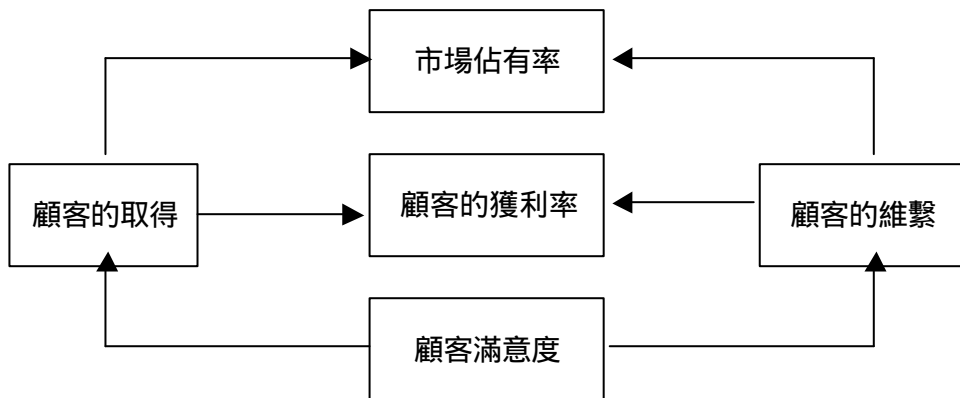 市場佔有率
顧客的取得
顧客的獲利率
顧客的維繫
顧客滿意度